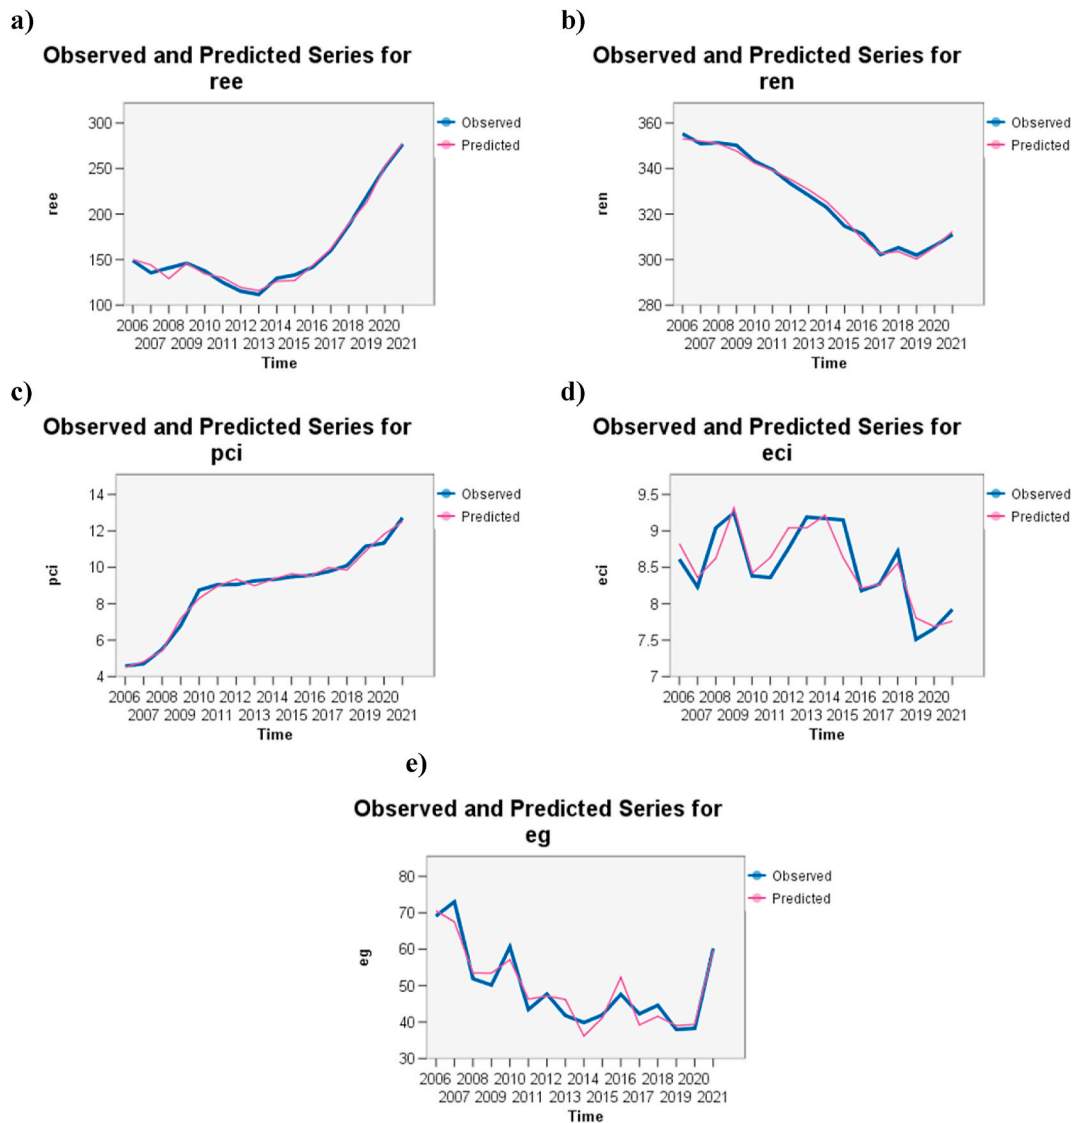 a)
Observed and Predicted Series for
ree
300
250
200
150
100
ree
Observed
Predicted
2006 2008 2010 2012 2014 2016 2018 2020
2007 2009 2011 2013 2015 2017 2019 2021
Time
b)
Observed and Predicted Series for
ren
360
340
320
300
280
ren
Observed
Predicted
2006 2008 2010 2012 2014 2016 2018 2020
2007 2009 2011 2013 2015 2017 2019 2021
Time
c)
Observed and Predicted Series for
pci
14
12
10
8
6
4
pci
Observed
Predicted
2006 2008 2010 2012 2014 2016 2018 2020
2007 2009 2011 2013 2015 2017 2019 2021
Time
d)
Observed and Predicted Series for
eci
9.5
9
8.5
8
7.5
7
eci
Observed
Predicted
2006 2008 2010 2012 2014 2016 2018 2020
2007 2009 2011 2013 2015 2017 2019 2021
Time
e)
Observed and Predicted Series for
eg
80
70
60
50
40
30
eg
Observed
Predicted
2006 2008 2010 2012 2014 2016 2018 2020
2007 2009 2011 2013 2015 2017 2019 2021
Time